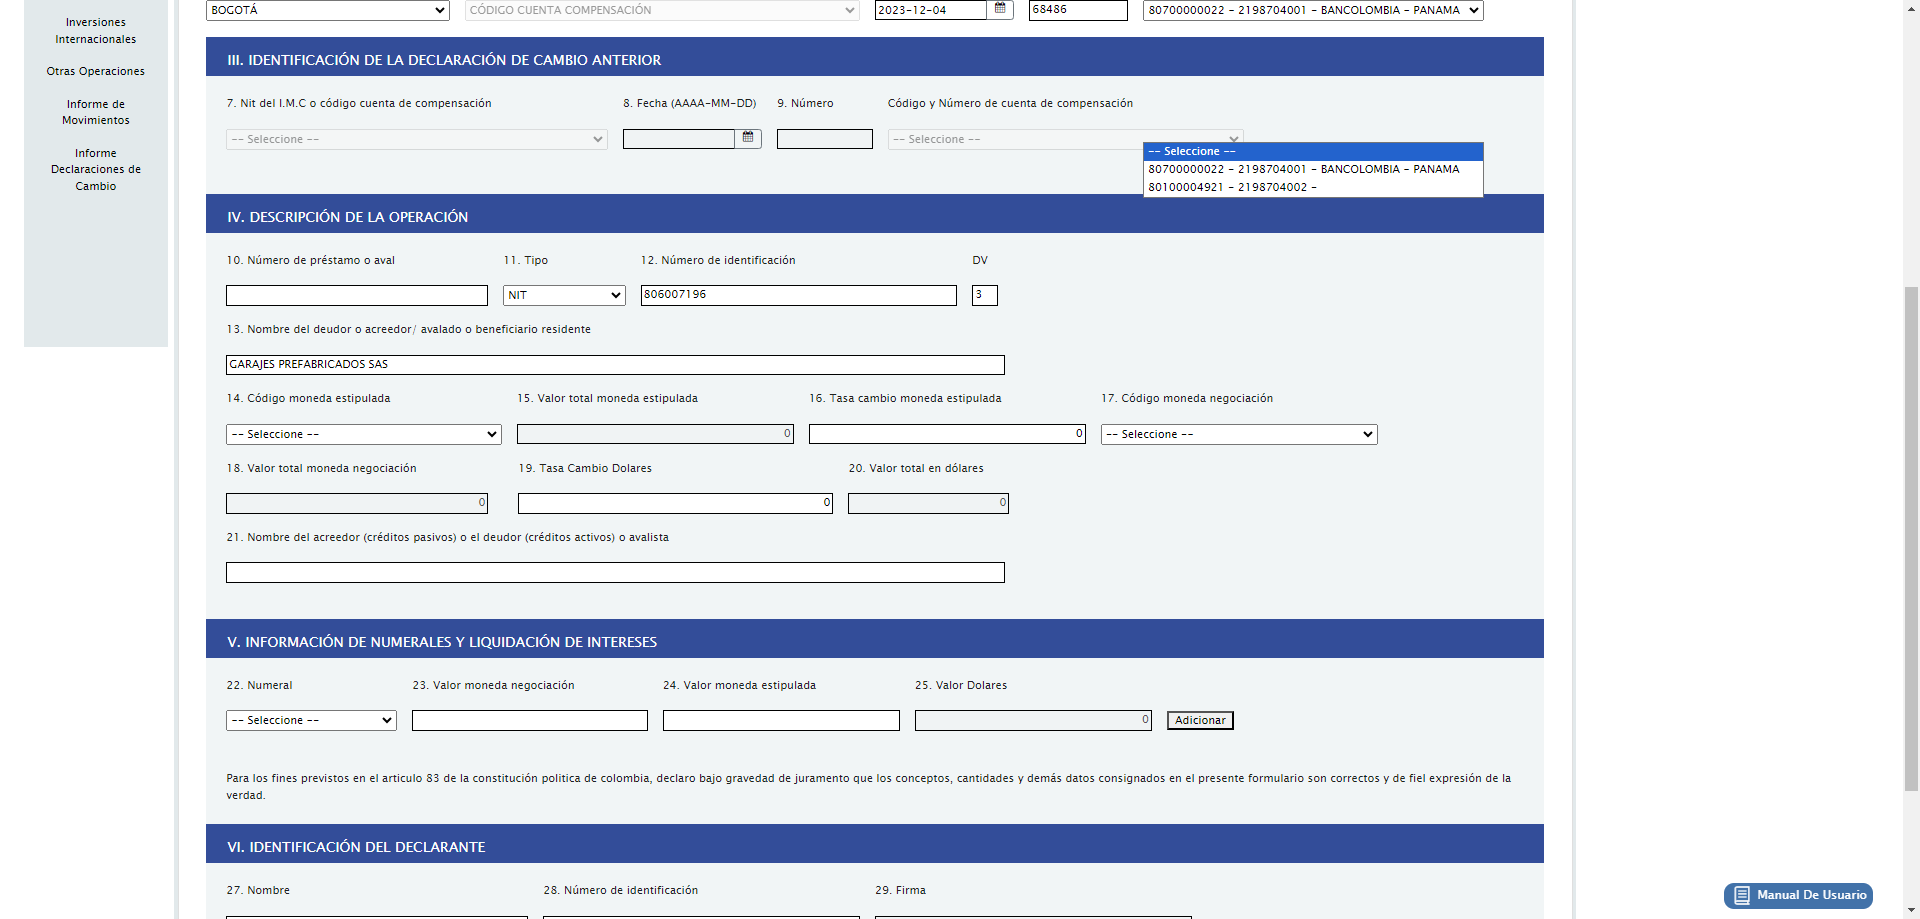 Inversiones
Internacionales
Otras Operaciones
Informe de
Movimientos
Informe
Declaraciones de
Cambio
BOGOTÁ
CÓDIGO CUENTA COMPENSACIÓN
2023-12-04
68486
80700000022 - 2198704001 - BANCOLOMBIA - PANAMA
III. IDENTIFICACIÓN DE LA DECLARACIÓN DE CAMBIO ANTERIOR
7. Nit del I.M.C o código cuenta de compensación
8. Fecha (AAAA-MM-DD)
9. Número
Código y Número de cuenta de compensación
-- Seleccione --
-- Seleccione --
-- Seleccione --
80700000022 - 2198704001 - BANCOLOMBIA - PANAMA
80100004921 - 2198704002 -
IV. DESCRIPCIÓN DE LA OPERACIÓN
10. Número de préstamo o aval
11. Tipo
12. Número de identificación
DV
NIT
806007196
3
13. Nombre del deudor o acreedor/ avalado o beneficiario residente
GARAJES PREFABRICADOS SAS
14. Código moneda estipulada
15. Valor total moneda estipulada
16. Tasa cambio moneda estipulada
17. Código moneda negociación
-- Seleccione --
0
0
-- Seleccione --
18. Valor total moneda negociación
19. Tasa Cambio Dolares
20. Valor total en dólares
0
0
0
21. Nombre del acreedor (créditos pasivos) o el deudor (créditos activos) o avalista
V. INFORMACIÓN DE NUMERALES Y LIQUIDACIÓN DE INTERESES
22. Numeral
23. Valor moneda negociación
24. Valor moneda estipulada
25. Valor Dolares
-- Seleccione --
0
Adicionar
Para los fines previstos en el articulo 83 de la constitución politica de colombia, declaro bajo gravedad de juramento que los conceptos, cantidades y demás datos consignados en el presente formulario son correctos y de fiel expresión de la
verdad.
VI. IDENTIFICACIÓN DEL DECLARANTE
27. Nombre
28. Número de identificación
29. Firma
Manual De Usuario